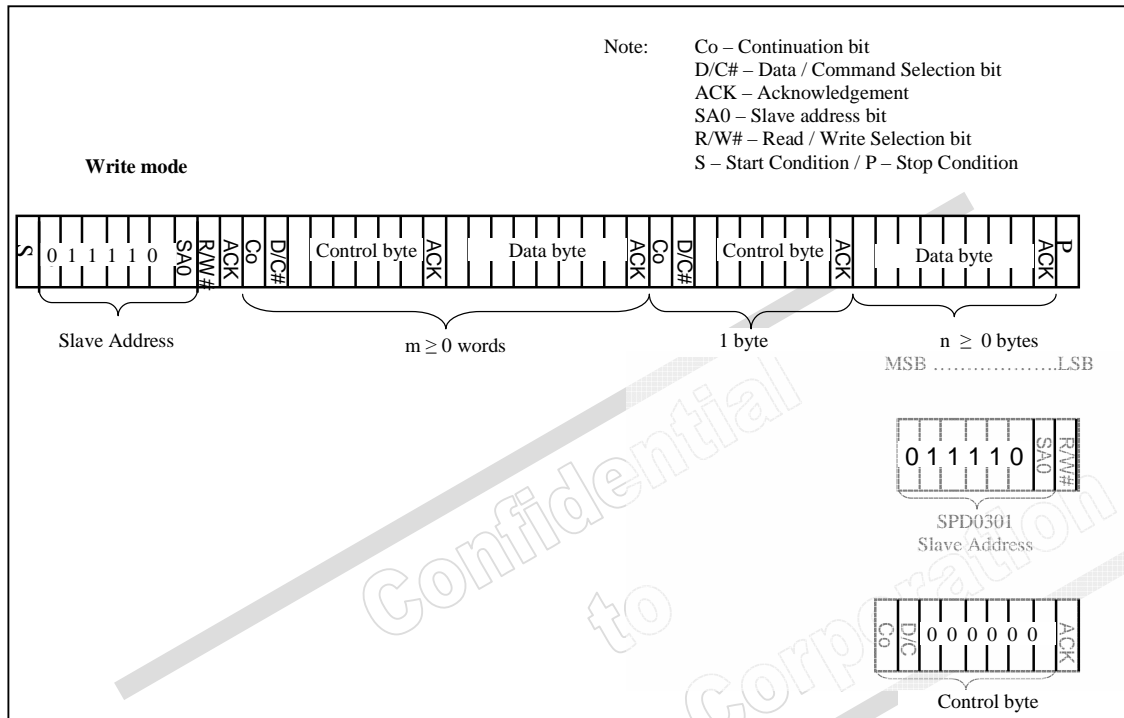 Note: Co – Continuation bit
D/C# – Data / Command Selection bit
ACK – Acknowledgement
SA0 – Slave address bit
R/W# – Read / Write Selection bit
S – Start Condition / P – Stop Condition
Write mode
S 0 1 1 1 1 0 SA0 R/W# ACK Co D/C# Control byte ACK Data byte ACK Co D/C# Control byte ACK Data byte ACK P
Slave Address
m ≥ 0 words
1 byte
n ≥ 0 bytes
MSB ....................LSB
0 1 1 1 1 0 SA0 R/W#
SPD0301
Slave Address
Co D/C 0 0 0 0 0 0 ACK
Control byte
Confidential
to
Corporation